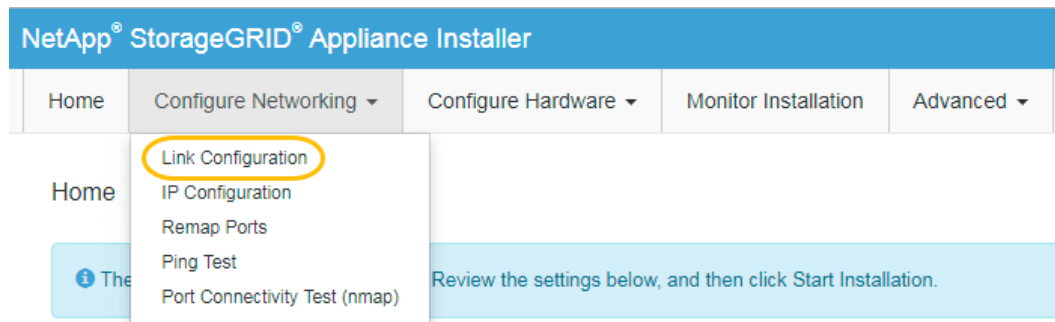 NetApp® StorageGRID® Appliance Installer
Home Configure Networking Configure Hardware Monitor Installation Advanced
Link Configuration
IP Configuration
Remap Ports
Ping Test
Port Connectivity Test (nmap)
Home
The Review the settings below, and then click Start Installation.